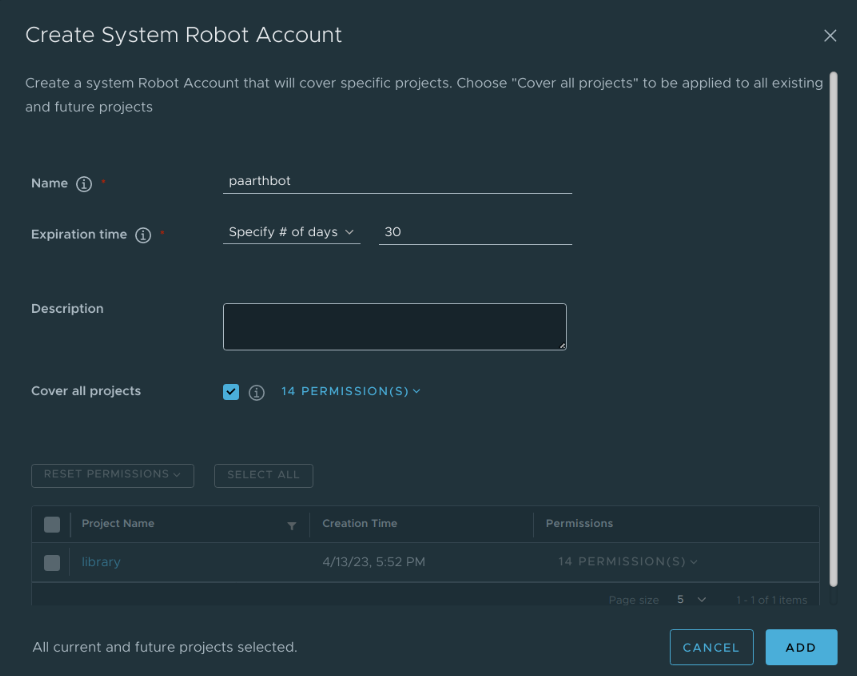 Create System Robot Account
Create a system Robot Account that will cover specific projects. Choose "Cover all projects" to be applied to all existing
and future projects
Name *
paarthbot
Expiration time *
Specify # of days
30
Description
Cover all projects
14 PERMISSION(S)
RESET PERMISSIONS
SELECT ALL
Project Name
Creation Time
Permissions
library
4/13/23, 5:52 PM
14 PERMISSION(S)
Page size 5 1 - 1 of 1 items
All current and future projects selected.
CANCEL
ADD